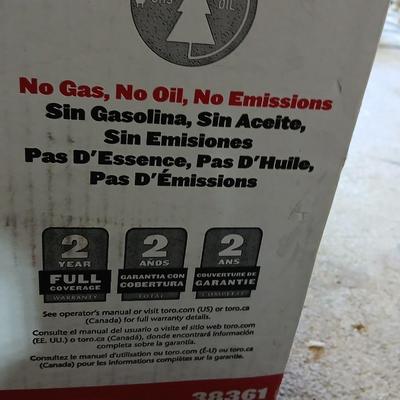 GAS OIL
No Gas, No Oil, No Emissions
Sin Gasolina, Sin Aceite,
Sin Emisiones
Pas D'Essence, Pas D'Huile,
Pas D'Émissions
2 2 2
YEAR AÑOS ANS
FULL COVERAGE WARRANTY
GARANTIA CON COBERTURA TOTAL
COUVERTURE DE GARANTIE COMPLETE
See operator's manual or visit toro.com (US) or toro.ca
(Canada) for full warranty details.
Consulte el manual del usuario o visite el sitio web toro.com
(EE. UU.) o toro.ca (Canadá), donde encontrará información
completa sobre la garantía.
Consultez le manuel d'utilisation ou toro.com (É-U) ou toro.ca
(Canada) pour les informations complètes sur la garantie.
38361